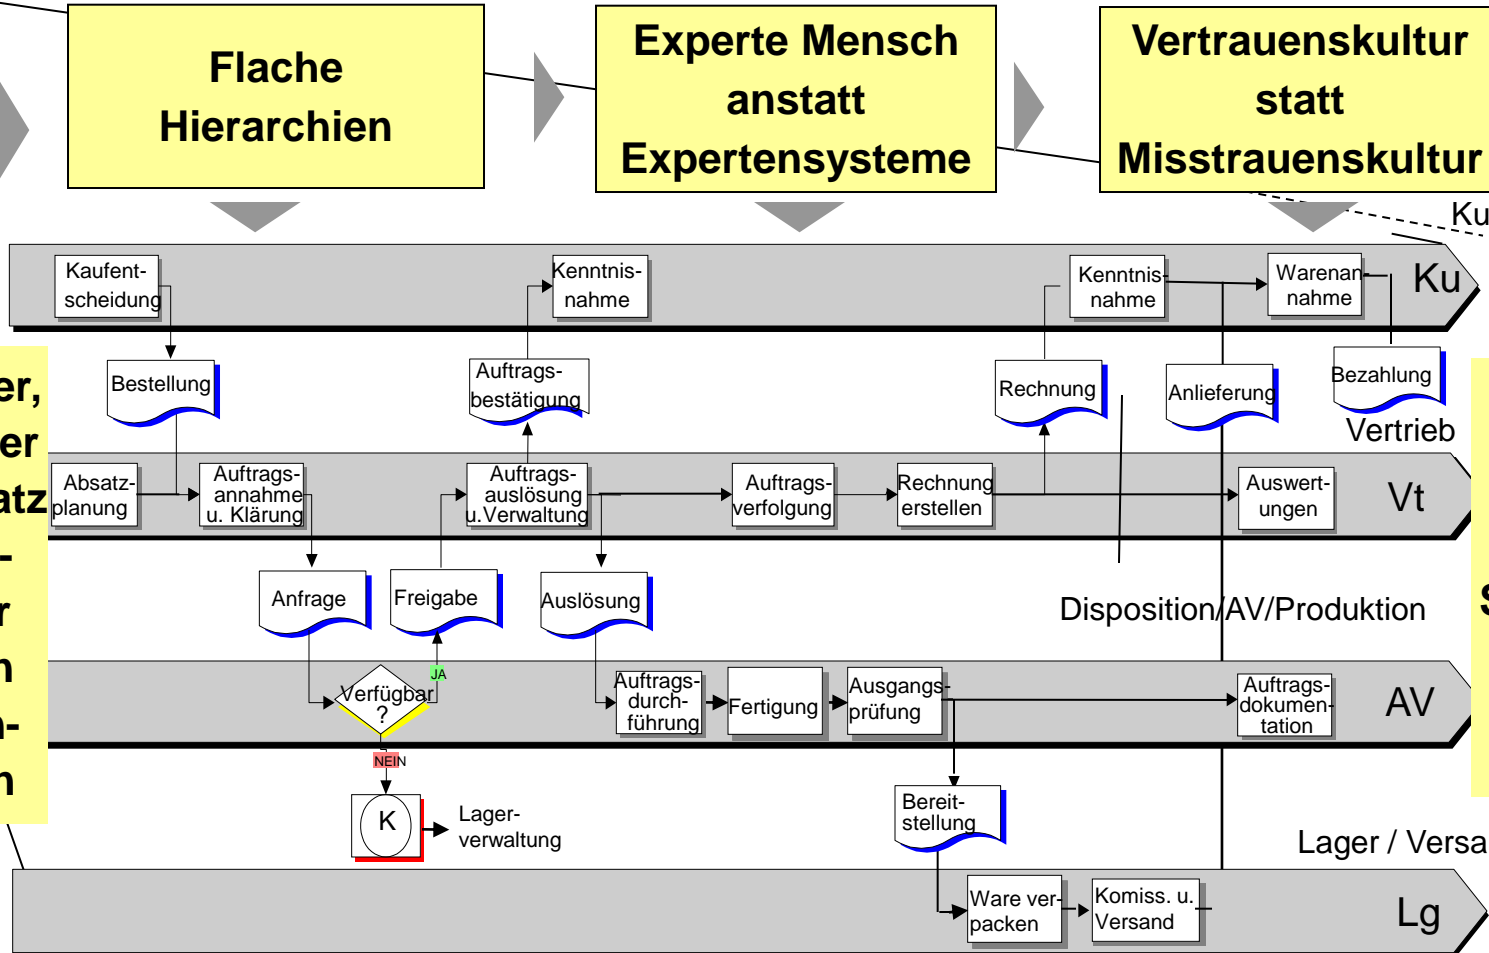 Flache
Hierarchien
Experte Mensch
anstatt
Expertensysteme
Vertrauenskultur
statt
Misstrauenskultur
Ku
Kaufent-
scheidung
Kenntnis-
nahme
Kenntnis-
nahme
Warenan-
nahme
Ku
er,
er
atz
-
r
n
n-
n
Bestellung
Auftrags-
bestätigung
Rechnung
Anlieferung
Bezahlung
Vertrieb
Absatz-
planung
Auftrags-
annahme
u. Klärung
Auftrags-
auslösung
u.Verwaltung
Auftrags-
verfolgung
Rechnung
erstellen
Auswert-
ungen
Vt
Anfrage
Freigabe
Auslösung
Disposition/AV/Produktion
S
JA
Verfügbar
?
Auftrags-
durch-
führung
Fertigung
Ausgangs-
prüfung
Auftrags-
dokumen-
tation
AV
NEIN
K
Lager-
verwaltung
Bereit-
stellung
Lager / Versa
Ware ver-
packen
Komiss. u.
Versand
Lg